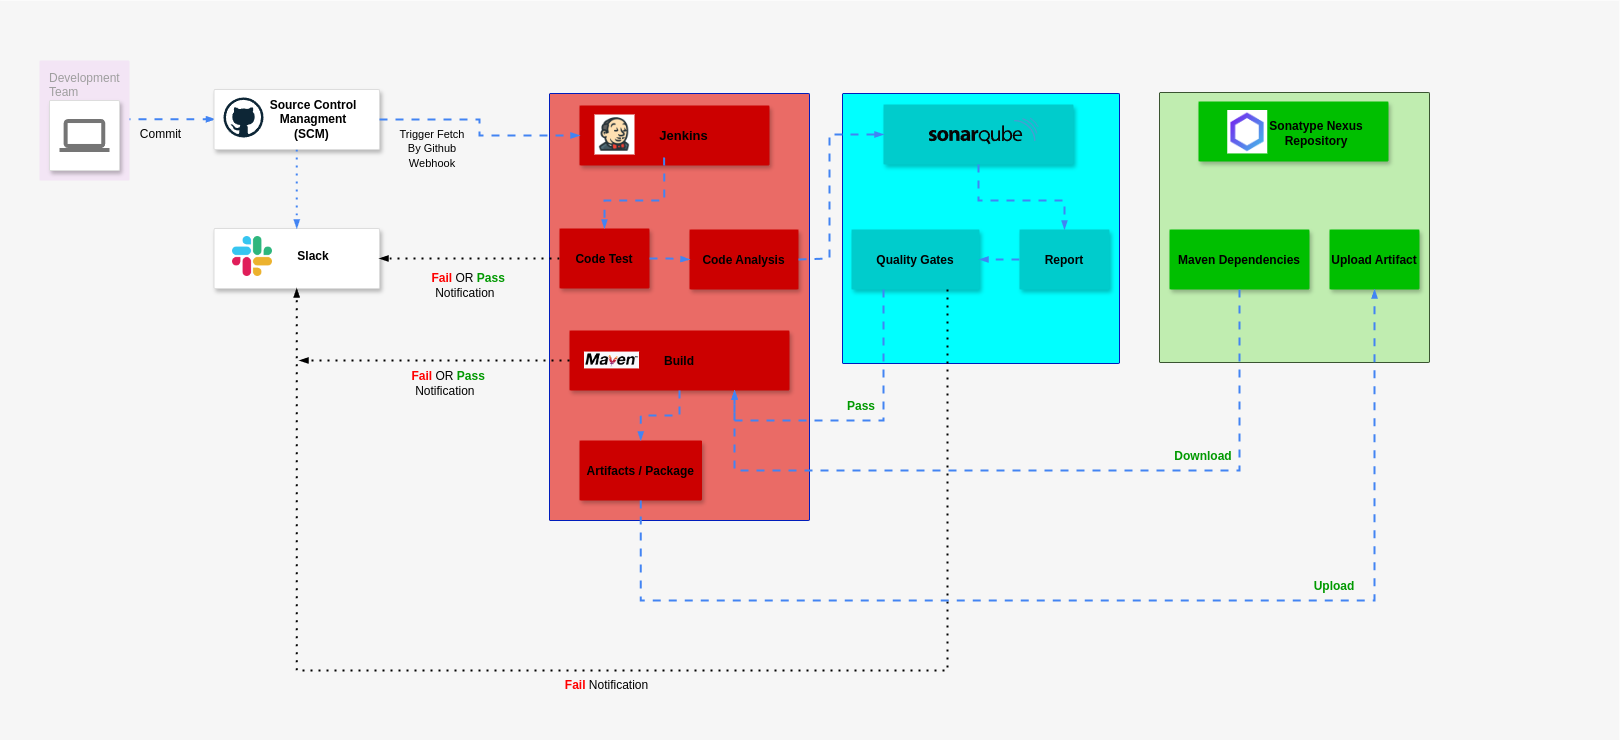 Development
Team
Commit
Source Control
Managment
(SCM)
Trigger Fetch
By Github
Webhook
Slack
Fail OR Pass
Notification
Fail OR Pass
Notification
Jenkins
Code Test
Code Analysis
Maven
Build
Artifacts / Package
sonarqube
Quality Gates
Report
Pass
Sonatype Nexus
Repository
Maven Dependencies
Upload Artifact
Download
Upload
Fail Notification